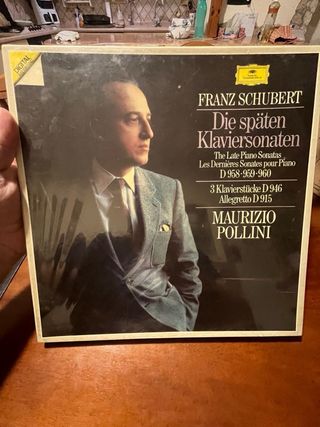 DIGITAL
FRANZ SCHUBERT
Die späten
Klaviersonaten
The Late Piano Sonatas
Les Dernières Sonates pour Piano
D 958·959·960
3 Klavierstücke D 946
Allegretto D 915
MAURIZIO
POLLINI